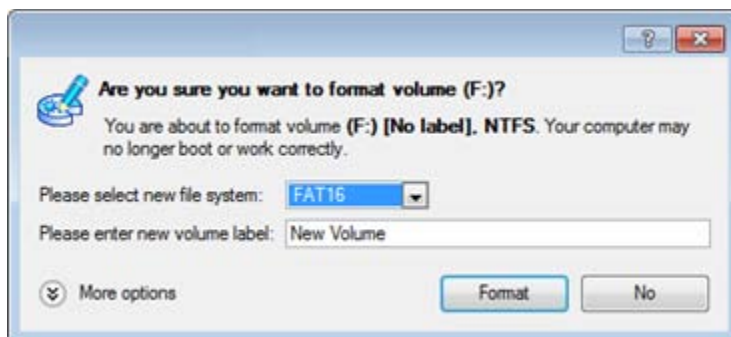 Are you sure you want to format volume (F:)?
You are about to format volume (F:) [No label], NTFS. Your computer may
no longer boot or work correctly.
Please select new file system: FAT16
Please enter new volume label: New Volume
More options Format No